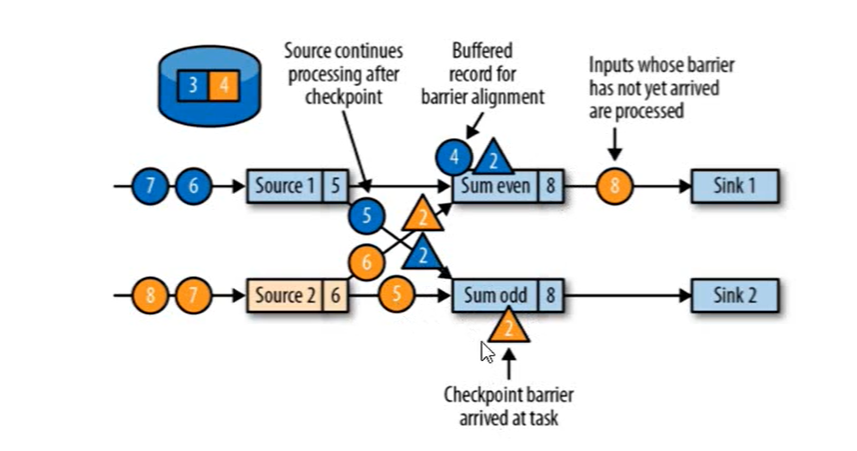 Source continues
processing after
checkpoint
Buffered
record for
barrier alignment
Inputs whose barrier
has not yet arrived
are processed
3 4
4 2
7 6 Source 1 5 Sum even 8 8 Sink 1
5 2
6 2
8 7 Source 2 6 5 Sum odd 8 Sink 2
2
Checkpoint barrier
arrived at task